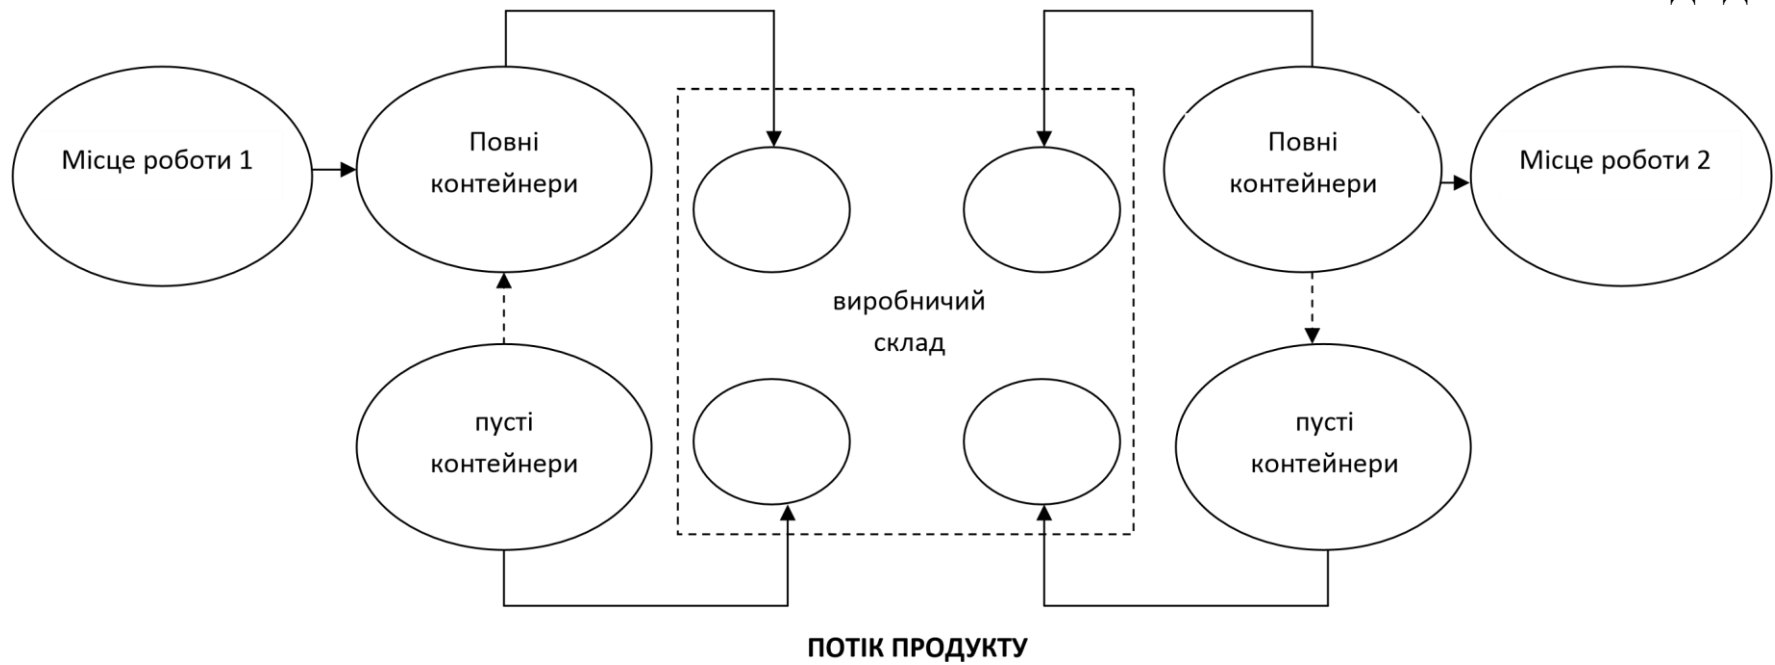 Місце роботи 1
Повні
контейнери
Повні
контейнери
Місце роботи 2
виробничий
склад
пусті
контейнери
пусті
контейнери
ПОТІК ПРОДУКТУ